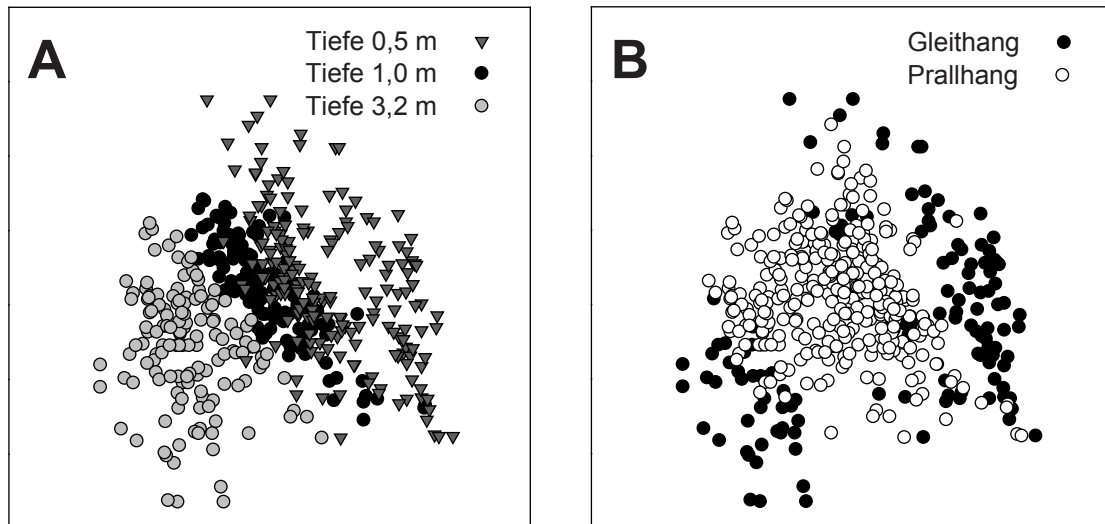 A
Tiefe 0,5 m
Tiefe 1,0 m
Tiefe 3,2 m
B
Gleithang
Prallhang